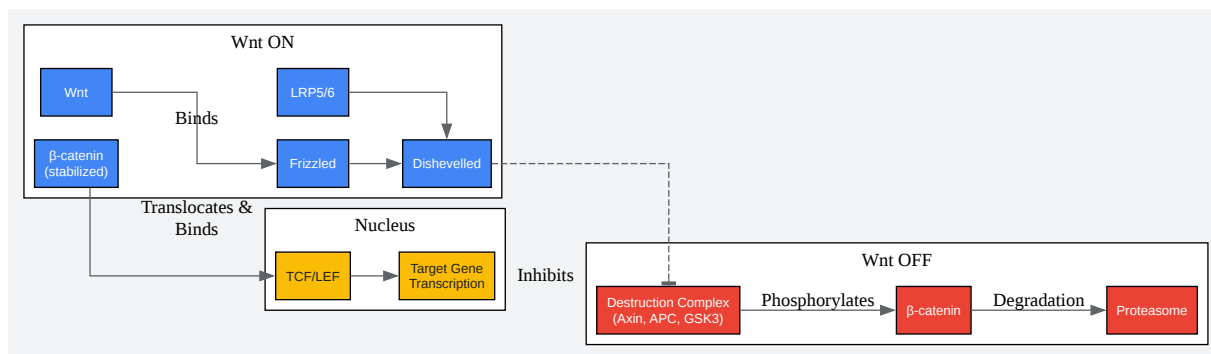 Wnt ON
Wnt
LRP5/6
Binds
β-catenin
(stabilized)
Frizzled
Dishevelled
Translocates &
Binds
Nucleus
TCF/LEF
Target Gene
Transcription
Inhibits
Wnt OFF
Destruction Complex
(Axin, APC, GSK3)
Phosphorylates
β-catenin
Degradation
Proteasome